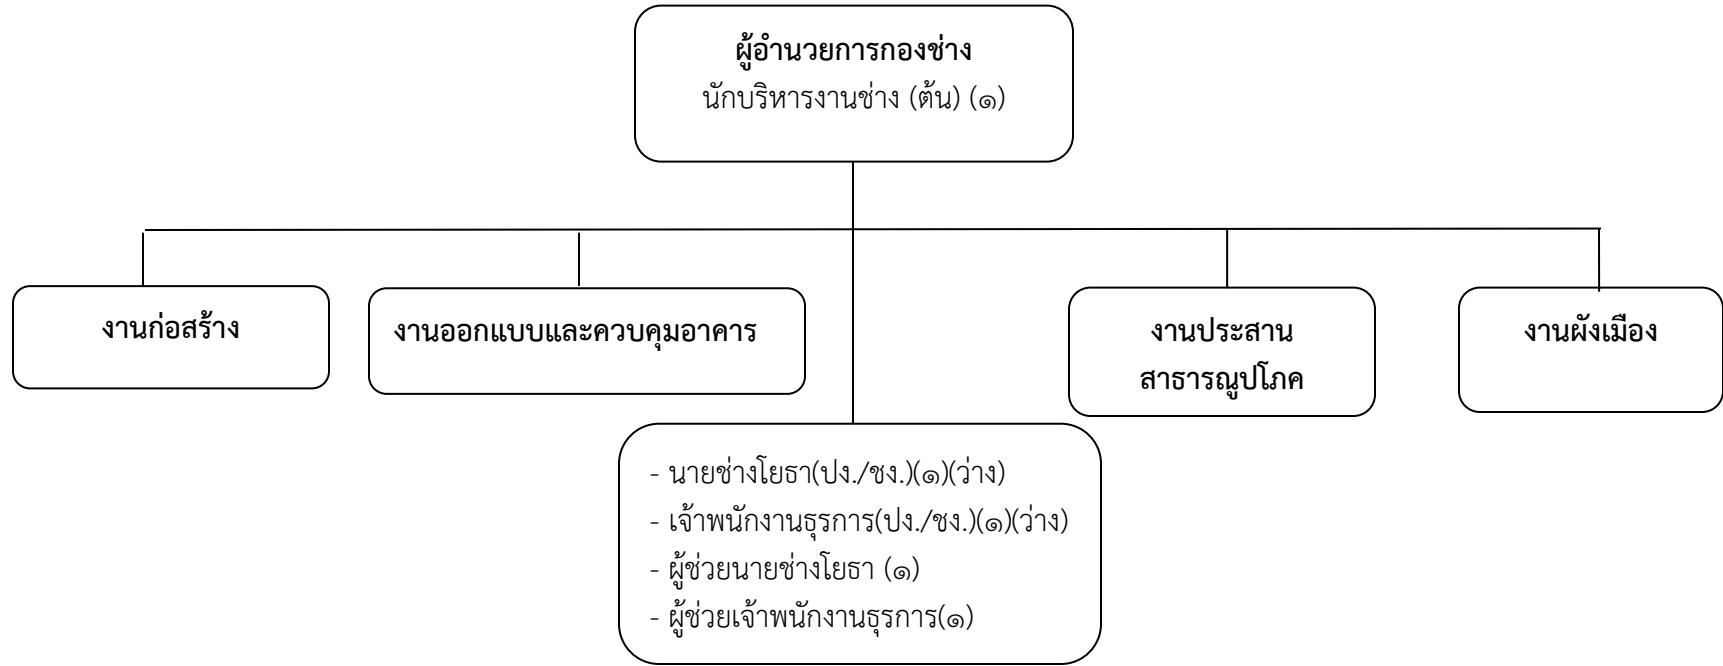 ผู้อำนวยการกองช่าง
นักบริหารงานช่าง (ต้น) (๑)
งานก่อสร้าง
งานออกแบบและควบคุมอาคาร
งานประสาน
สาธารณูปโภค
งานผังเมือง
- นายช่างโยธา(ปง./ชง.)(๑)(ว่าง)
- เจ้าพนักงานธุรการ(ปง./ชง.)(๑)(ว่าง)
- ผู้ช่วยนายช่างโยธา (๑)
- ผู้ช่วยเจ้าพนักงานธุรการ(๑)